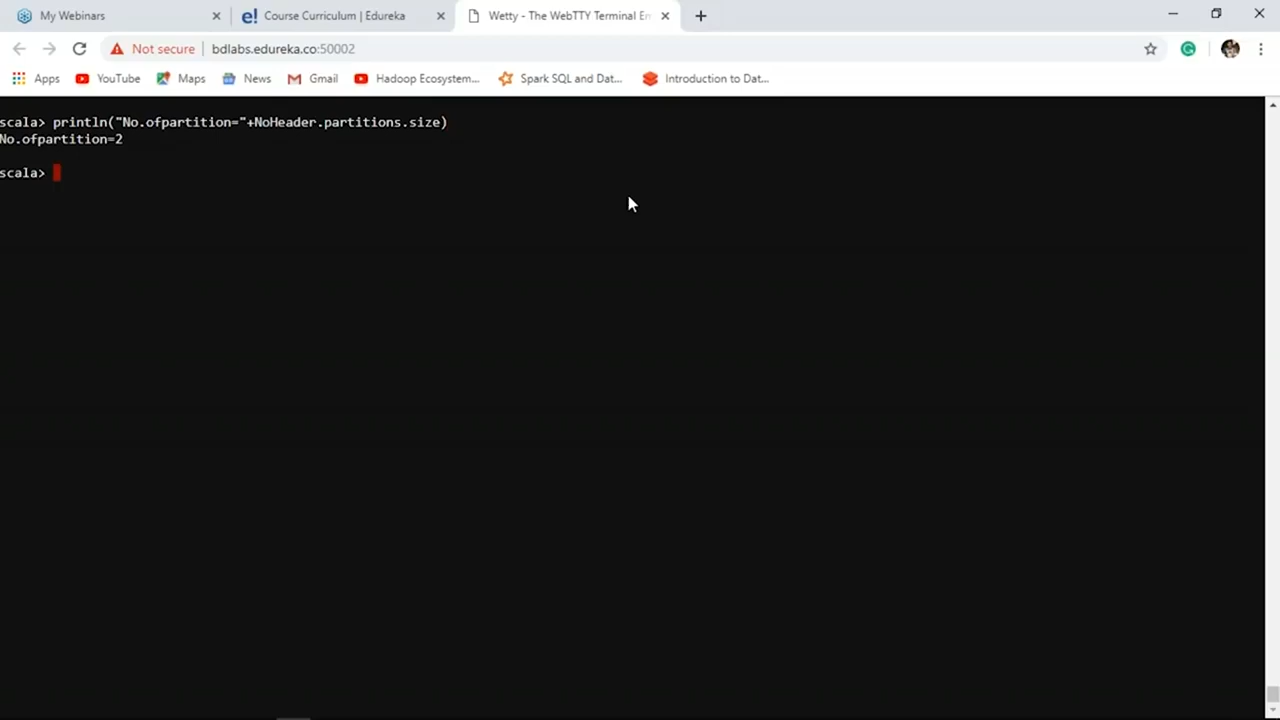 My Webinars
Course Curriculum | Edureka
Wetty - The WebTTY Terminal En
Not secure
bdlabs.edureka.co:50002
Apps
YouTube
Maps
News
Gmail
Hadoop Ecosystem...
Spark SQL and Dat...
Introduction to Dat...
scala> println("No.ofpartition="+NoHeader.partitions.size)
No.ofpartition=2
scala>